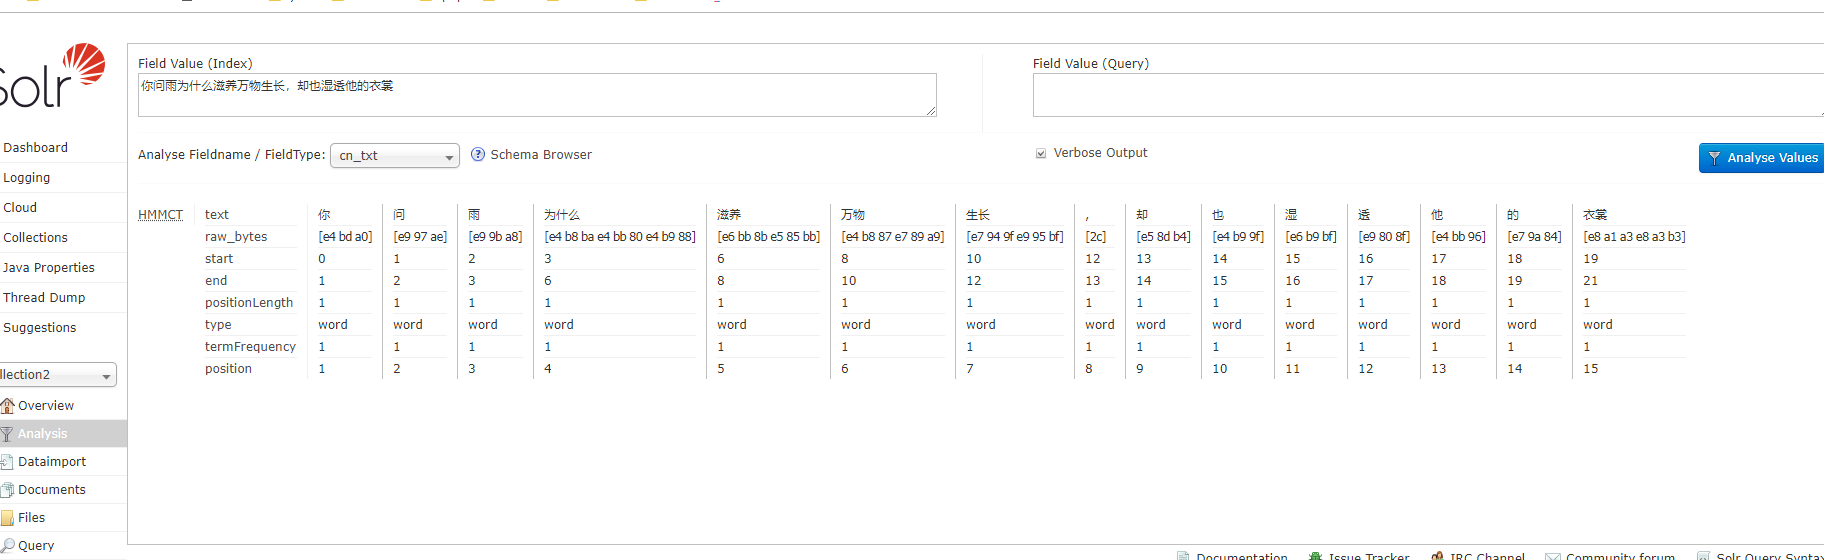 Solr
Field Value (Index)
Field Value (Query)
你问雨为什么滋养万物生长，却也湿透他的衣裳
Analyse Fieldname / FieldType: cn_txt ? Schema Browser
Verbose Output
Analyse Values
Dashboard
Logging
Cloud
Collections
Java Properties
Thread Dump
Suggestions
llection2
Overview
Analysis
Dataimport
Documents
Files
Query
HMMCT text 你 问 雨 为什么 滋养 万物 生长 , 却 也 湿 透 他 的 衣裳
raw_bytes [e4 bd a0] [e9 97 ae] [e9 9b a8] [e4 b8 ba e4 bb 80 e4 b9 88] [e6 bb 8b e5 85 bb] [e4 b8 87 e7 89 a9] [e7 94 9f e9 95 bf] [2c] [e5 8d b4] [e4 b9 9f] [e6 b9 bf] [e9 80 8f] [e4 bb 96] [e7 9a 84] [e8 a1 a3 e8 a3 b3]
start 0 1 2 3 6 8 10 12 13 14 15 16 17 18 19
end 1 2 3 6 8 10 12 13 14 15 16 17 18 19 21
positionLength 1 1 1 1 1 1 1 1 1 1 1 1 1 1 1
type word word word word word word word word word word word word word word word
termFrequency 1 1 1 1 1 1 1 1 1 1 1 1 1 1 1
position 1 2 3 4 5 6 7 8 9 10 11 12 13 14 15
Documentation Issue Tracker IRC Channel Community forum Solr Query Syntax